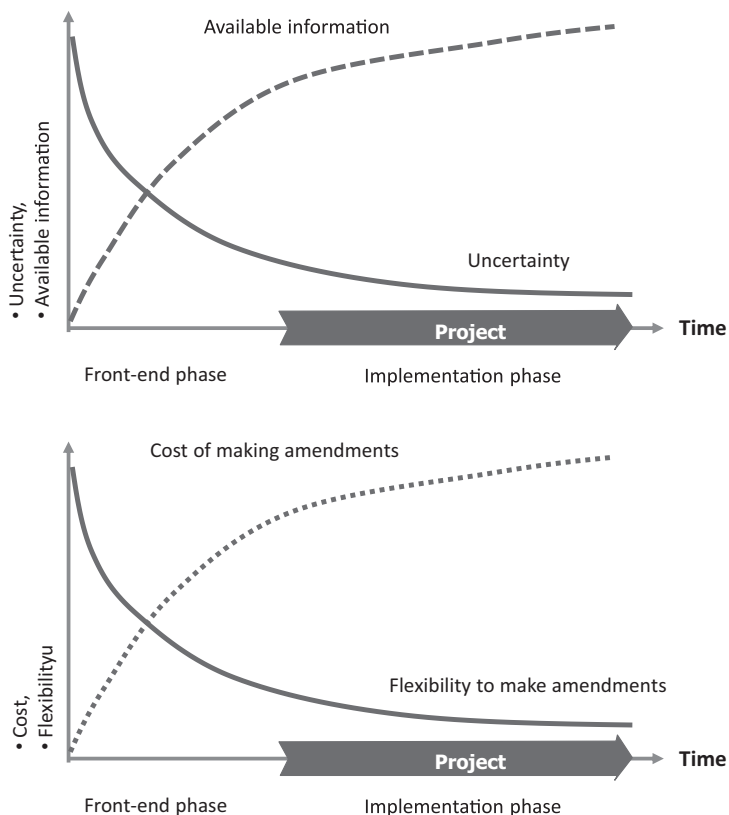 Available information
• Uncertainty,
• Available information
Uncertainty
Project
Time
Front-end phase
Implementation phase
Cost of making amendments
• Cost,
• Flexibilityu
Flexibility to make amendments
Project
Time
Front-end phase
Implementation phase